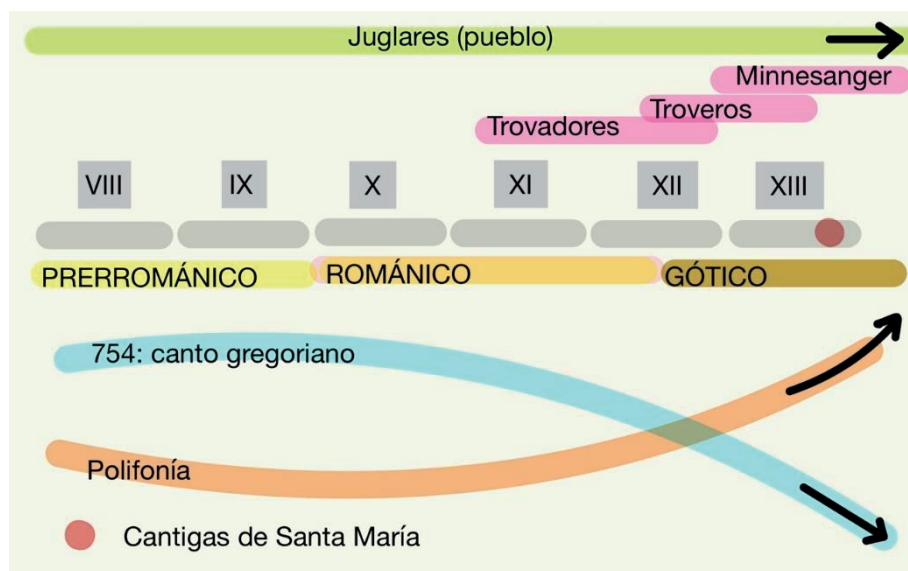 Juglares (pueblo)
Minnesanger
Troveros
Trovadores
VIII IX X XI XII XIII
PRERROMÁNICO ROMÁNICO GÓTICO
754: canto gregoriano
Polifonía
Cantigas de Santa María